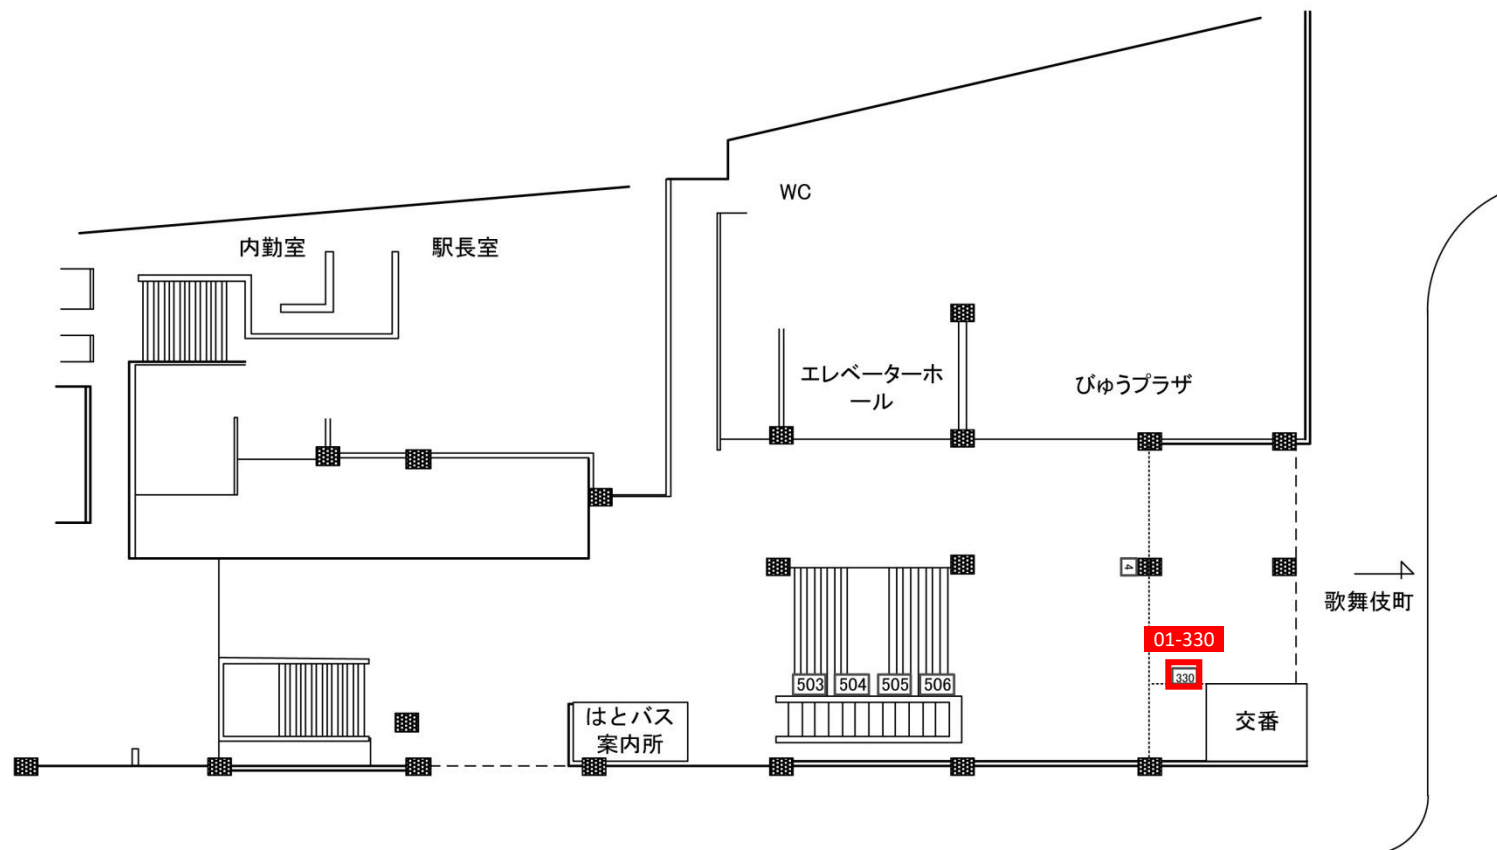 WC
内勤室
駅長室
エレベーターホ
ール
びゅうプラザ
4
歌舞伎町
01-330
330
503
504
505
506
はとバス
案内所
交番